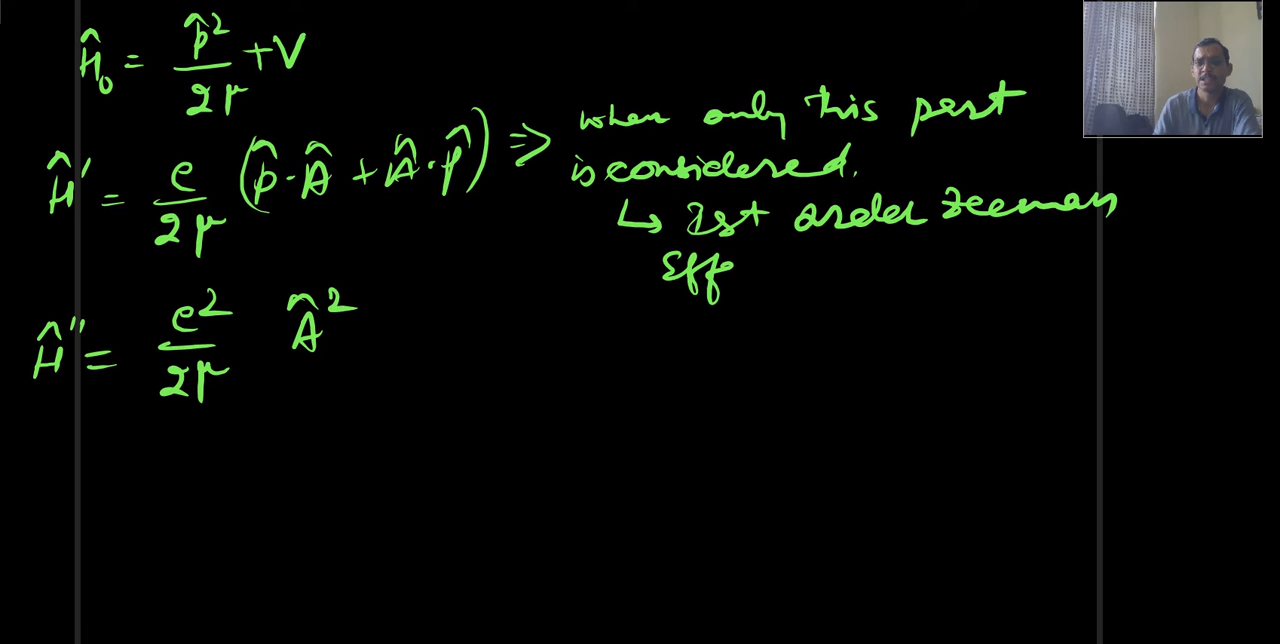 Ĥ₀ = p̂²/2μ + V
Ĥ' = e/2μ (p̂·Â + Â·p̂) ⇒ when only this part
is considered.
↳ 1st order Zeeman
Eff
Ĥ'' = e²/2μ Â²